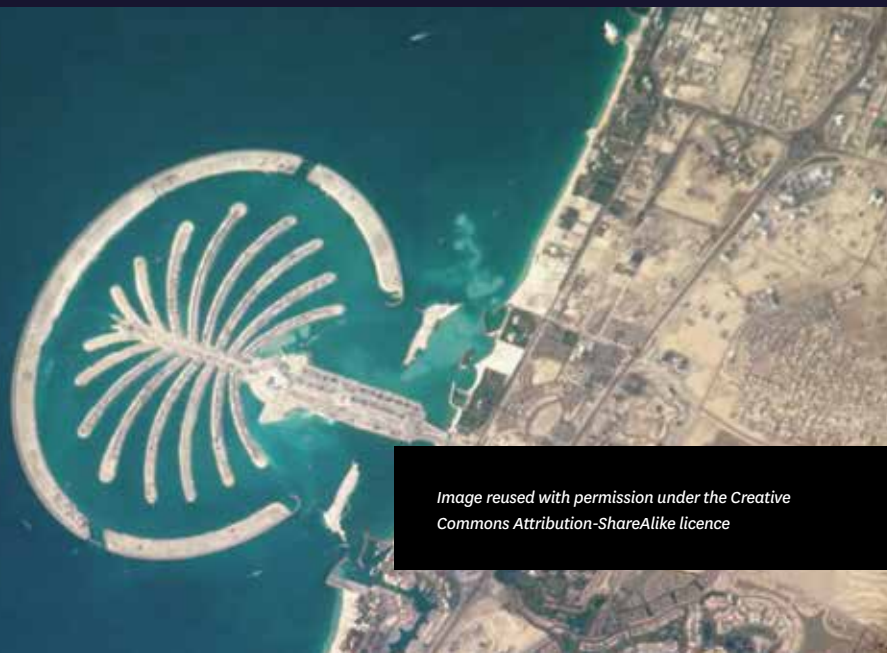 Image reused with permission under the Creative
Commons Attribution-ShareAlike licence